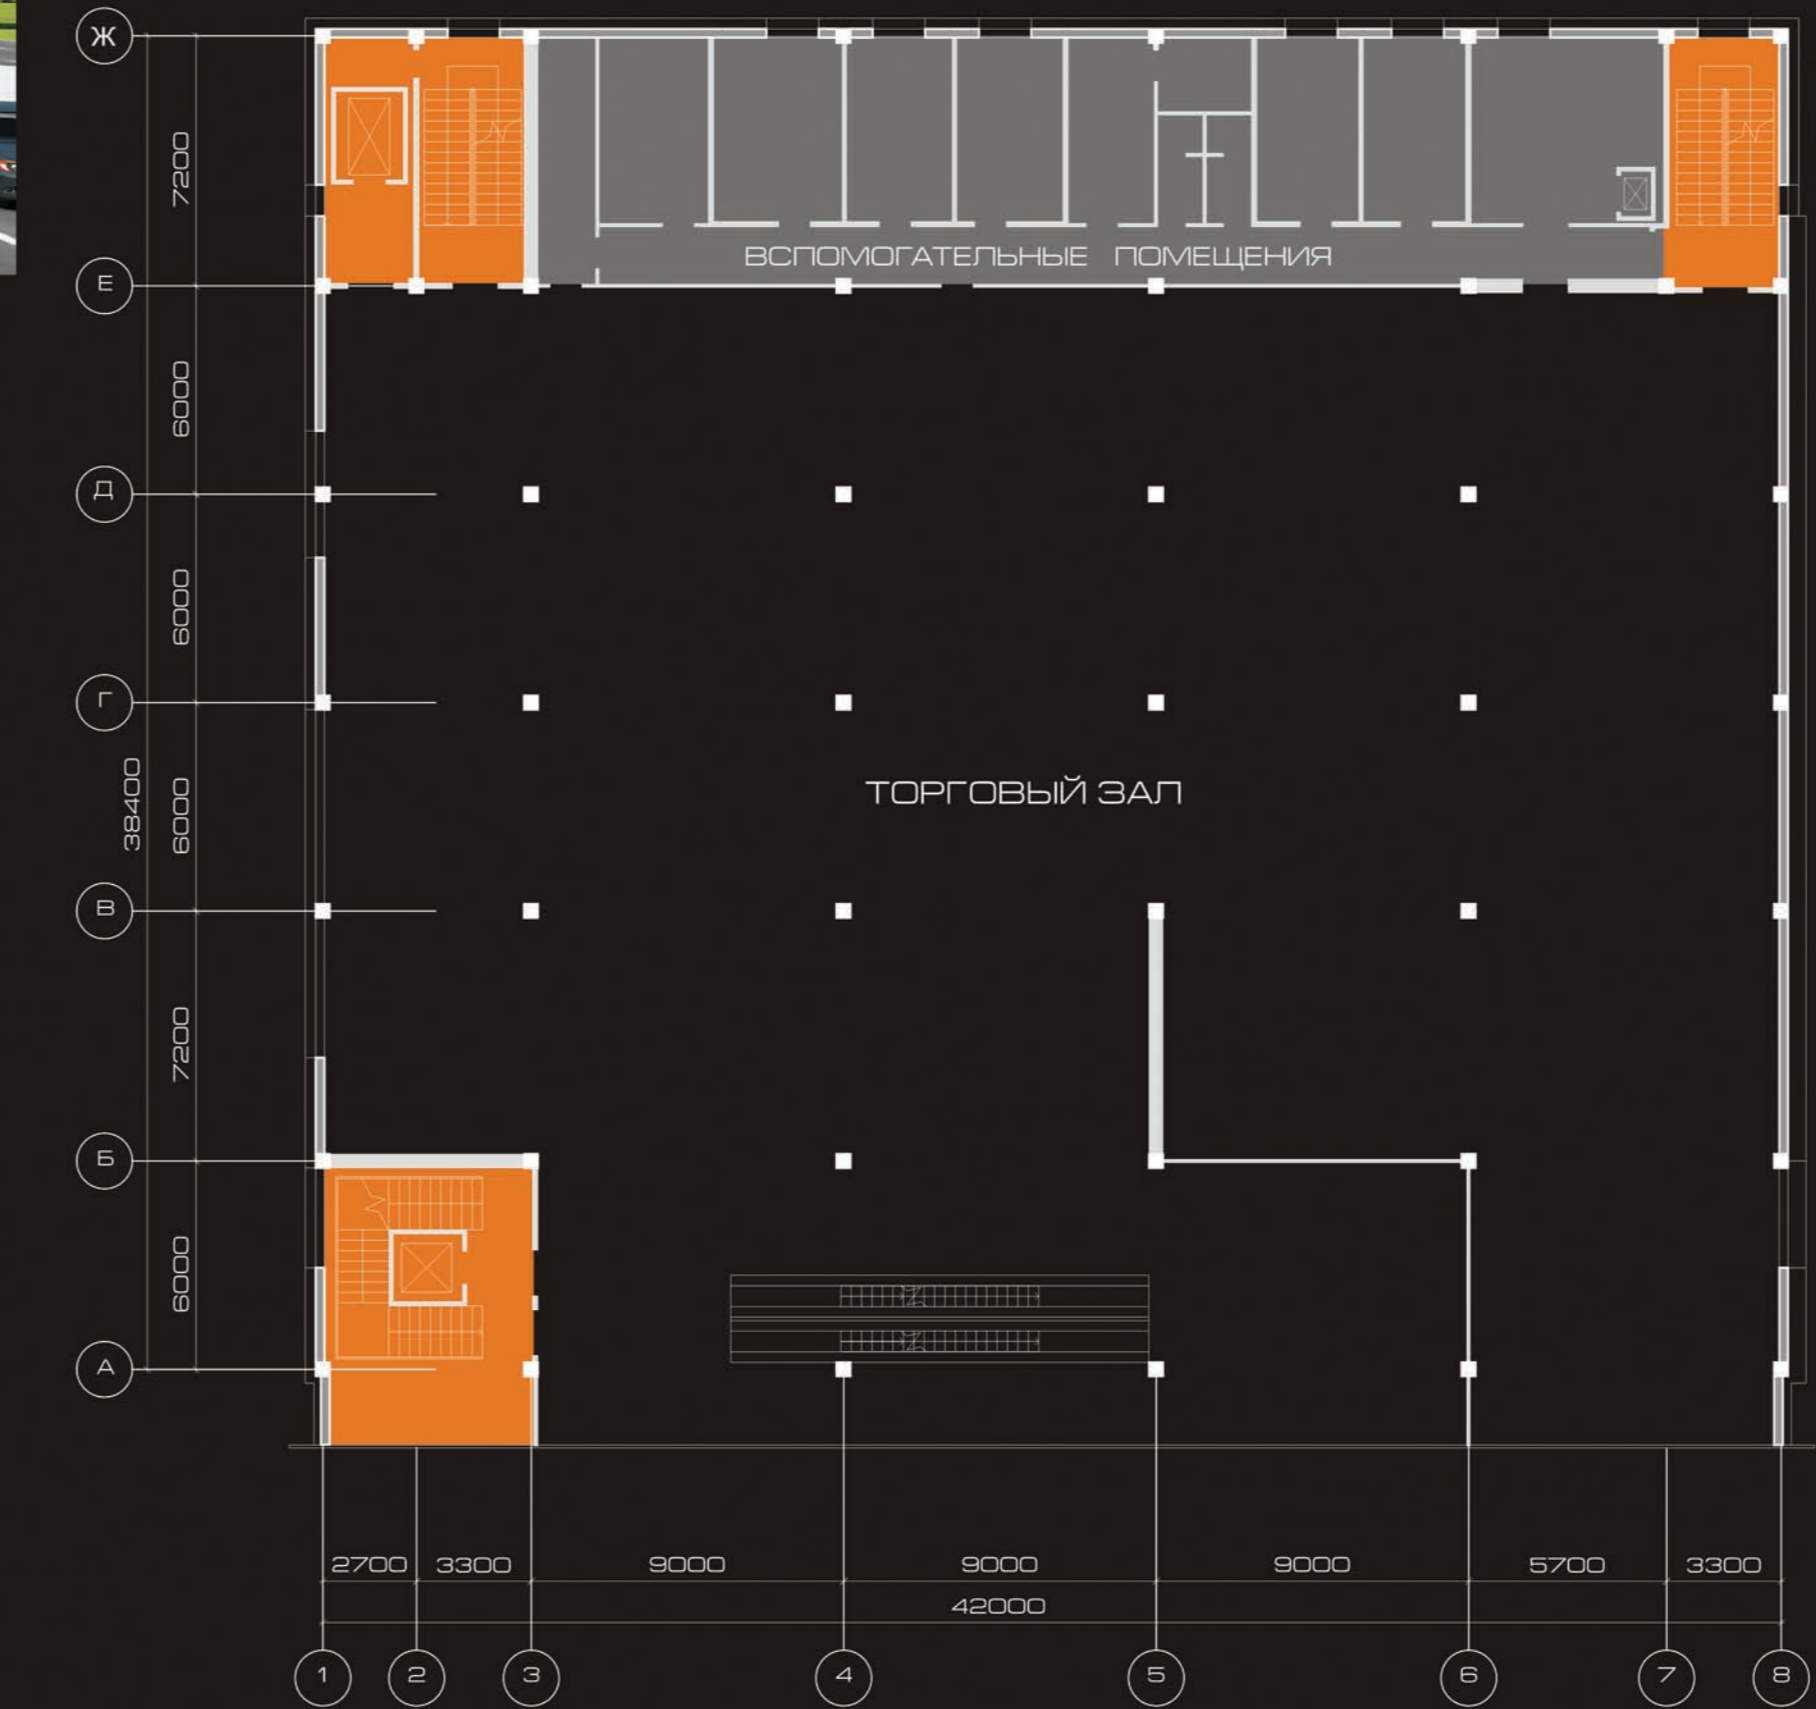 Ж
7200
ВСПОМОГАТЕЛЬНЫЕ ПОМЕЩЕНИЯ
Е
6000
Д
6000
Г
ТОРГОВЫЙ ЗАЛ
38400
6000
В
7200
Б
6000
А
2700 3300 9000 9000 9000 5700 3300
42000
1 2 3 4 5 6 7 8